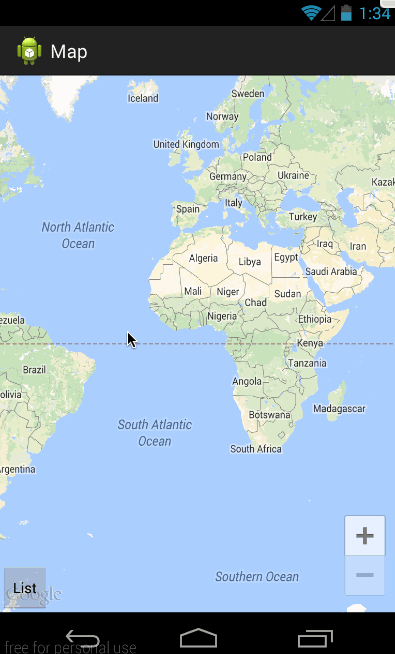 1:34
Map
Iceland
Sweden
Norway
United Kingdom
Poland
Germany
Ukraine
Kazak
Italy
Spain
Turkey
North Atlantic
Ocean
Iraq
Iran
Algeria
Libya
Egypt
Saudi Arabia
Mali
Niger
Sudan
Chad
Nigeria
Ethiopia
ezuela
Kenya
Brazil
Tanzania
Angola
olivia
Botswana
Madagascar
South Atlantic
Ocean
South Africa
Argentina
+
−
Southern Ocean
List
Google
free for personal use